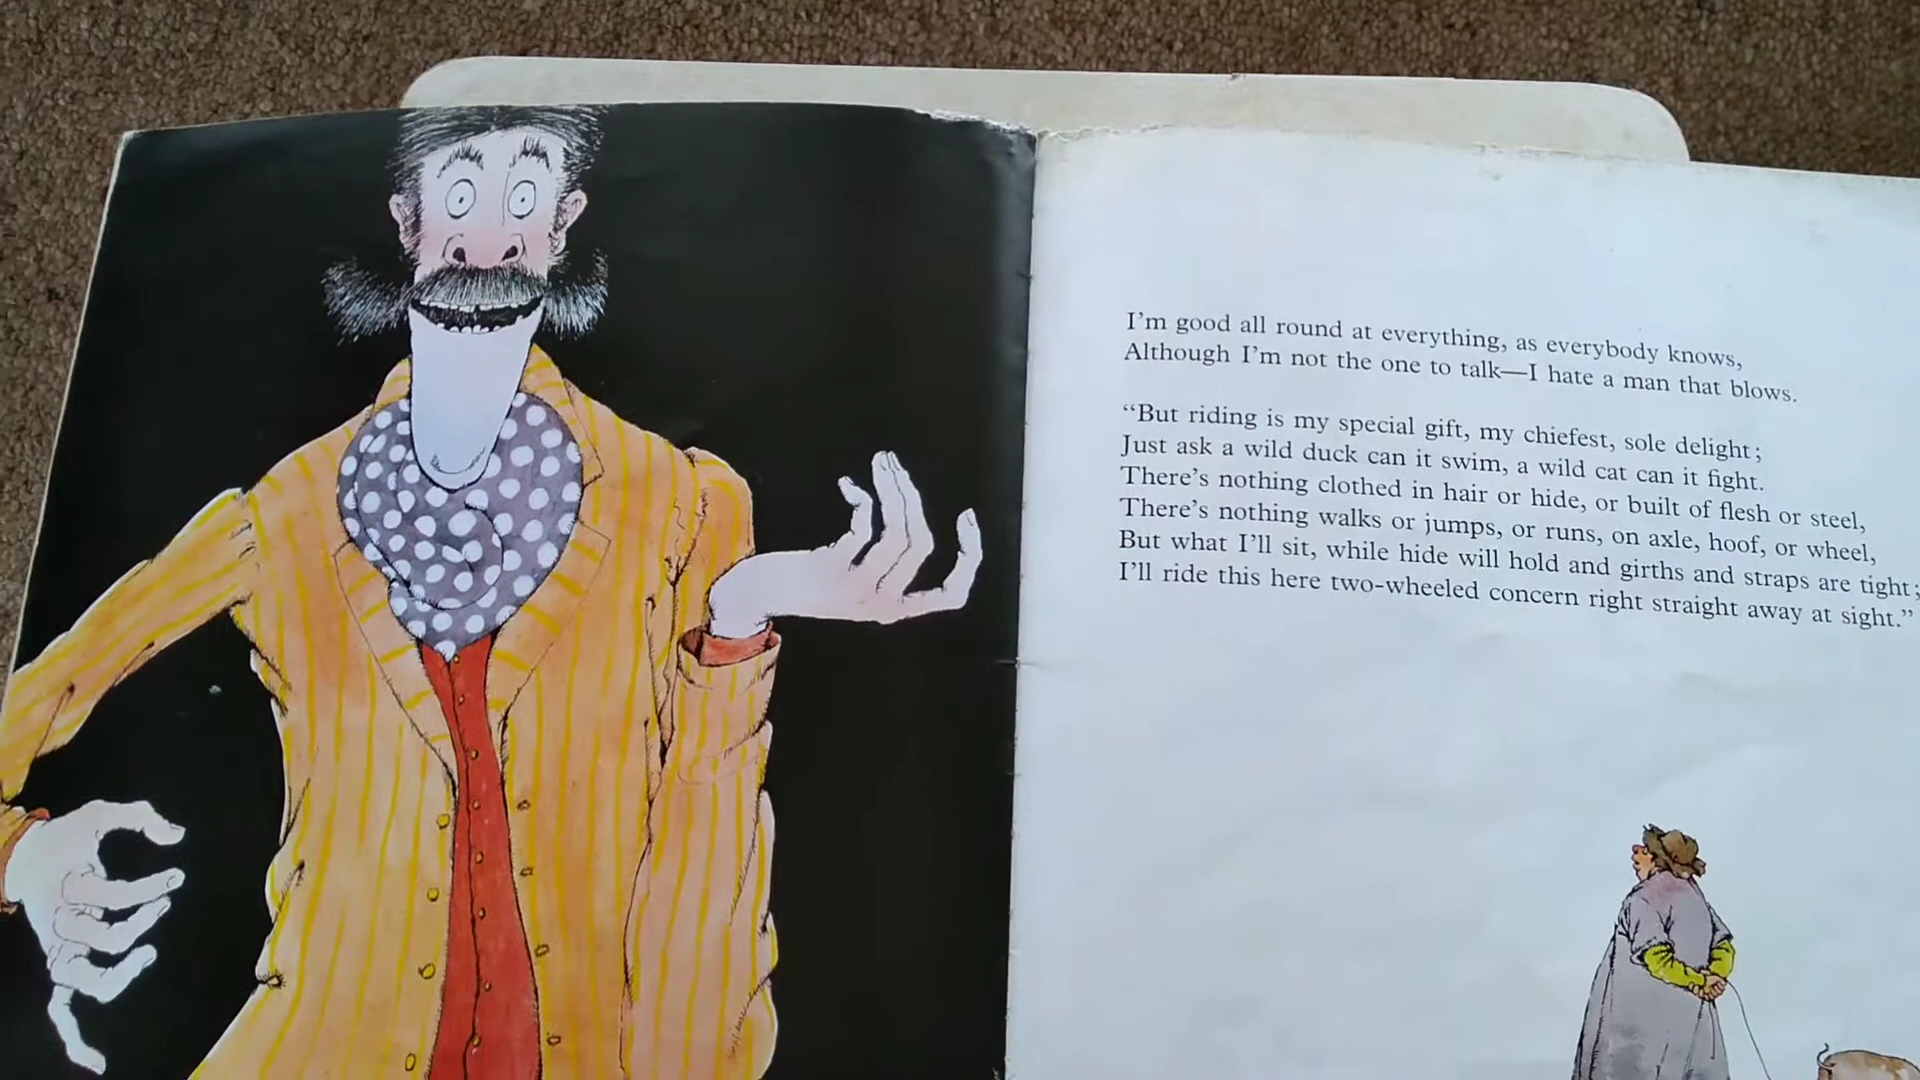 I'm good all round at everything, as everybody knows,
Although I'm not the one to talk—I hate a man that blows.
“But riding is my special gift, my chiefest, sole delight;
Just ask a wild duck can it swim, a wild cat can it fight.
There's nothing clothed in hair or hide, or built of flesh or steel,
There's nothing walks or jumps, or runs, on axle, hoof, or wheel,
But what I'll sit, while hide will hold and girths and straps are tight;
I'll ride this here two-wheeled concern right straight away at sight.”